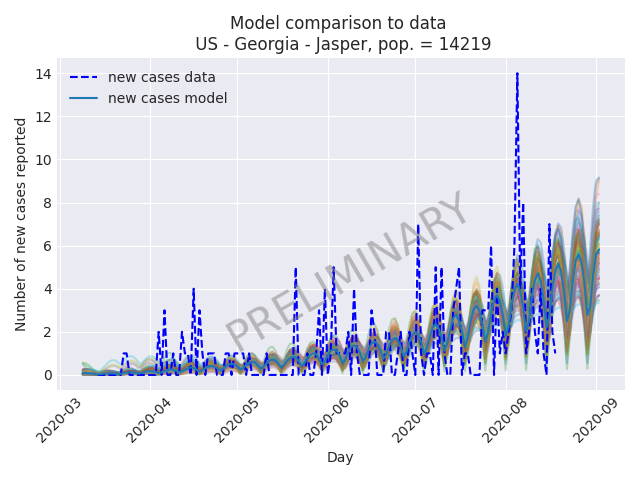 Model comparison to data
US - Georgia - Jasper, pop. = 14219
new cases data
new cases model
Number of new cases reported
14
12
10
8
6
4
2
0
PRELIMINARY
2020-03
2020-04
2020-05
2020-06
2020-07
2020-08
2020-09
Day